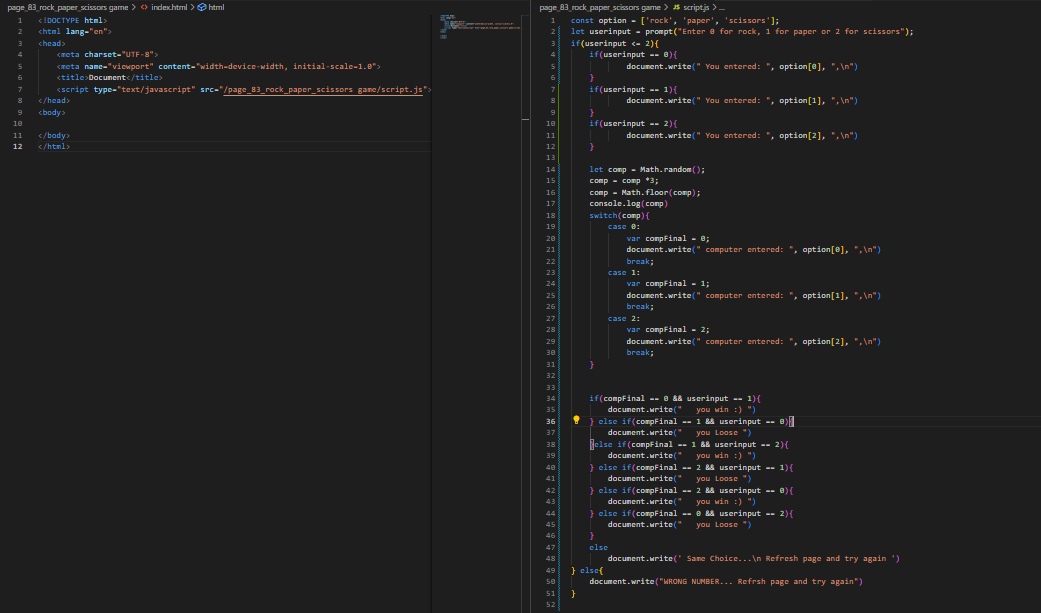 page_83_rock_paper_scissors game > <> index.html > html
1 <!DOCTYPE html>
2 <html lang="en">
3 <head>
4 <meta charset="UTF-8">
5 <meta name="viewport" content="width=device-width, initial-scale=1.0">
6 <title>Document</title>
7 <script type="text/javascript" src="/page_83_rock_paper_scissors game/script.js">
8 </head>
9 <body>
10
11 </body>
12 </html>
page_83_rock_paper_scissors game > JS script.js > ...
1 const option = ['rock', 'paper', 'scissors'];
2 let userinput = prompt("Enter 0 for rock, 1 for paper or 2 for scissors");
3 if(userinput <= 2){
4 if(userinput == 0){
5 document.write(" You entered: ", option[0], ",\n")
6 }
7 if(userinput == 1){
8 document.write(" You entered: ", option[1], ",\n")
9 }
10 if(userinput == 2){
11 document.write(" You entered: ", option[2], ",\n")
12 }
13
14 let comp = Math.random();
15 comp = comp *3;
16 comp = Math.floor(comp);
17 console.log(comp)
18 switch(comp){
19 case 0:
20 var compFinal = 0;
21 document.write(" computer entered: ", option[0], ",\n")
22 break;
23 case 1:
24 var compFinal = 1;
25 document.write(" computer entered: ", option[1], ",\n")
26 break;
27 case 2:
28 var compFinal = 2;
29 document.write(" computer entered: ", option[2], ",\n")
30 break;
31 }
32
33
34 if(compFinal == 0 && userinput == 1){
35 document.write("   you win :) ")
36 } else if(compFinal == 1 && userinput == 0){
37 document.write("   you Loose ")
38 }else if(compFinal == 1 && userinput == 2){
39 document.write("   you win :) ")
40 } else if(compFinal == 2 && userinput == 1){
41 document.write("   you Loose ")
42 } else if(compFinal == 2 && userinput == 0){
43 document.write("   you win :) ")
44 } else if(compFinal == 0 && userinput == 2){
45 document.write("   you Loose ")
46 }
47 else
48 document.write(' Same Choice...\n Refresh page and try again ')
49 } else{
50 document.write("WRONG NUMBER... Refrsh page and try again")
51 }
52